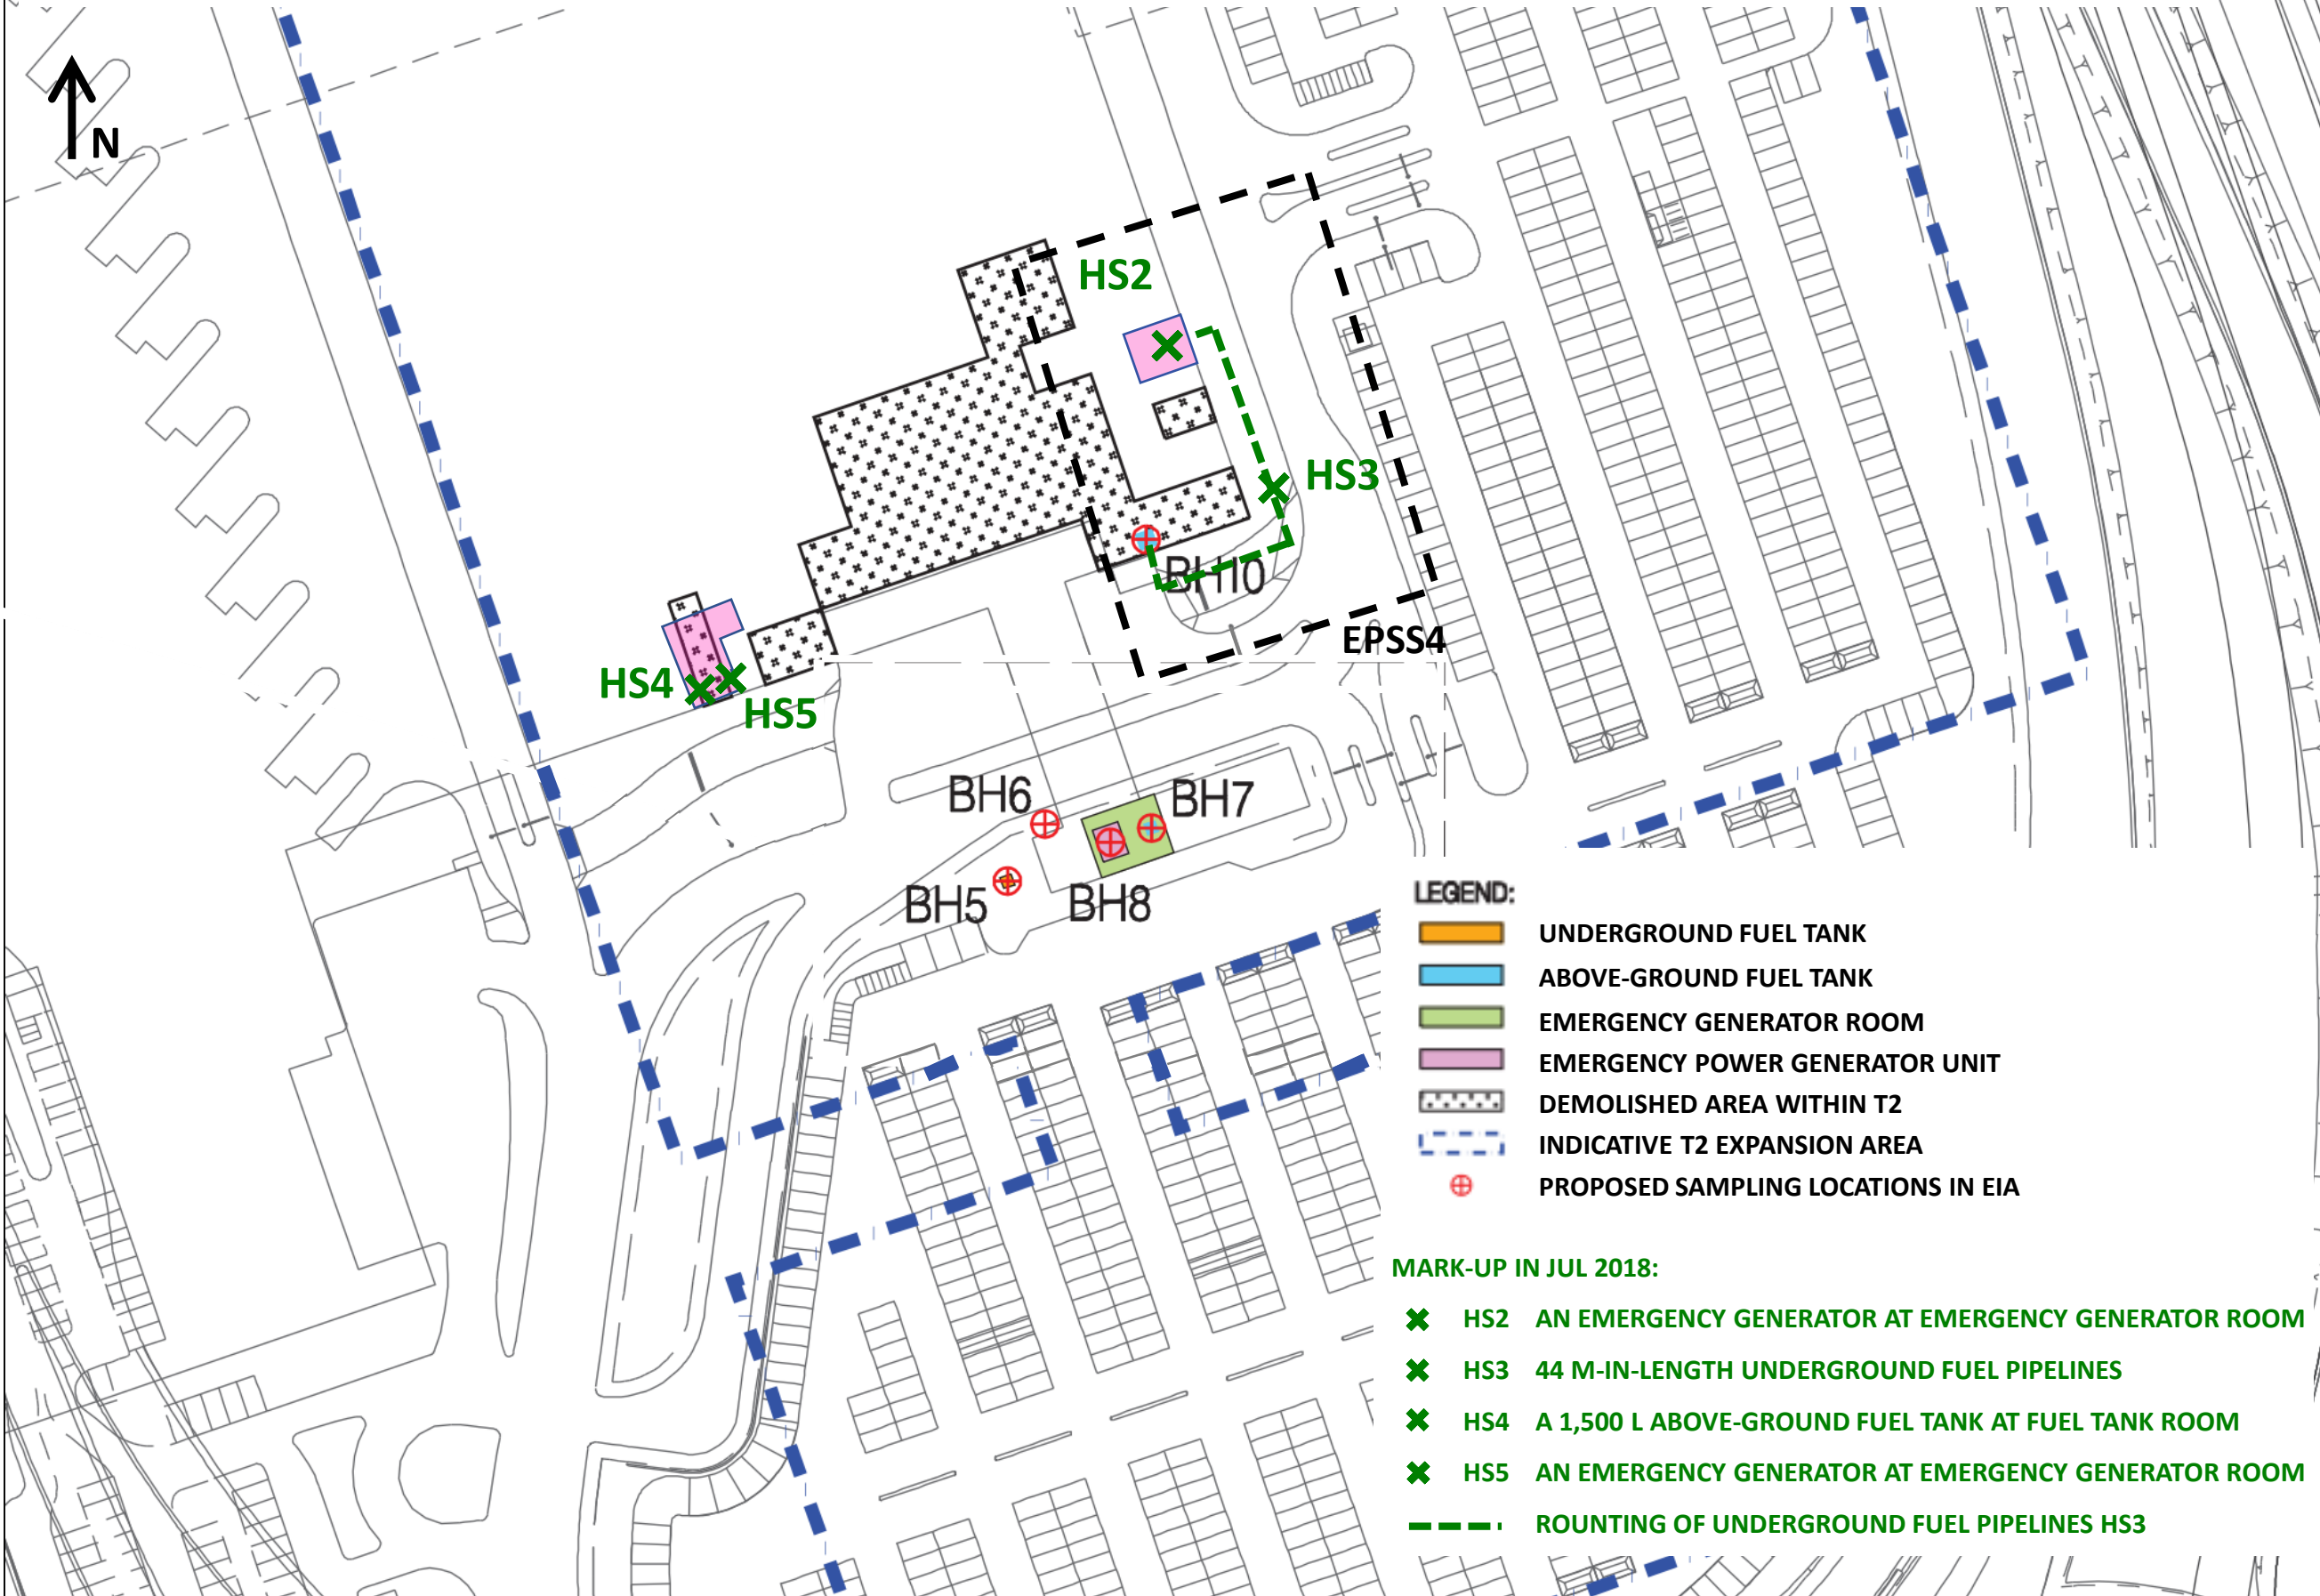 N
HS2
HS3
BH10
EPSS4
HS4
HS5
BH6
BH7
BH5
BH8
LEGEND:
UNDERGROUND FUEL TANK
ABOVE-GROUND FUEL TANK
EMERGENCY GENERATOR ROOM
EMERGENCY POWER GENERATOR UNIT
DEMOLISHED AREA WITHIN T2
INDICATIVE T2 EXPANSION AREA
PROPOSED SAMPLING LOCATIONS IN EIA
MARK-UP IN JUL 2018:
HS2 AN EMERGENCY GENERATOR AT EMERGENCY GENERATOR ROOM
HS3 44 M-IN-LENGTH UNDERGROUND FUEL PIPELINES
HS4 A 1,500 L ABOVE-GROUND FUEL TANK AT FUEL TANK ROOM
HS5 AN EMERGENCY GENERATOR AT EMERGENCY GENERATOR ROOM
ROUNTING OF UNDERGROUND FUEL PIPELINES HS3